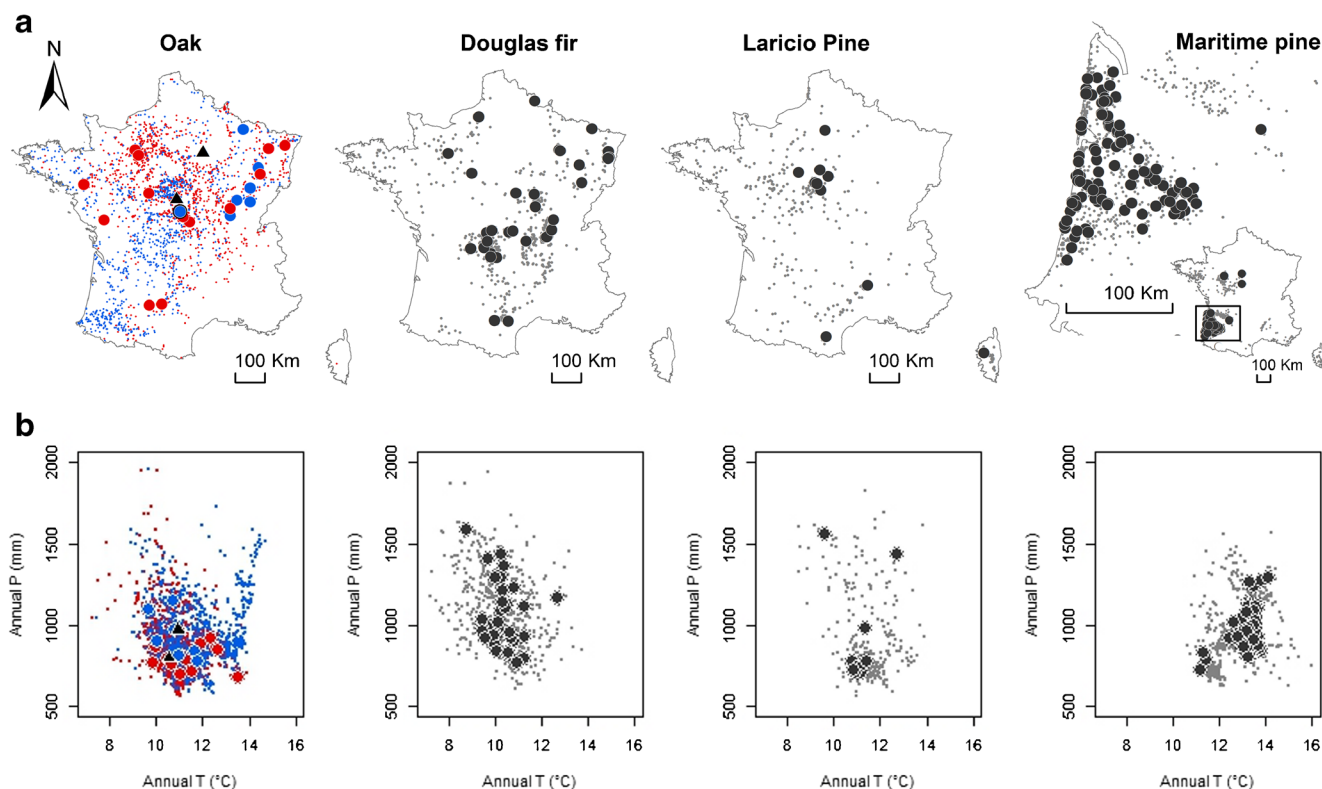 a
N
Oak
Douglas fir
Laricio Pine
Maritime pine
100 Km
100 Km
100 Km
100 Km
100 Km
b
Annual P (mm)
2000
1500
1000
500
8 10 12 14 16
Annual T (°C)
Annual P (mm)
2000
1500
1000
500
8 10 12 14 16
Annual T (°C)
Annual P (mm)
2000
1500
1000
500
8 10 12 14 16
Annual T (°C)
Annual P (mm)
2000
1500
1000
500
8 10 12 14 16
Annual T (°C)